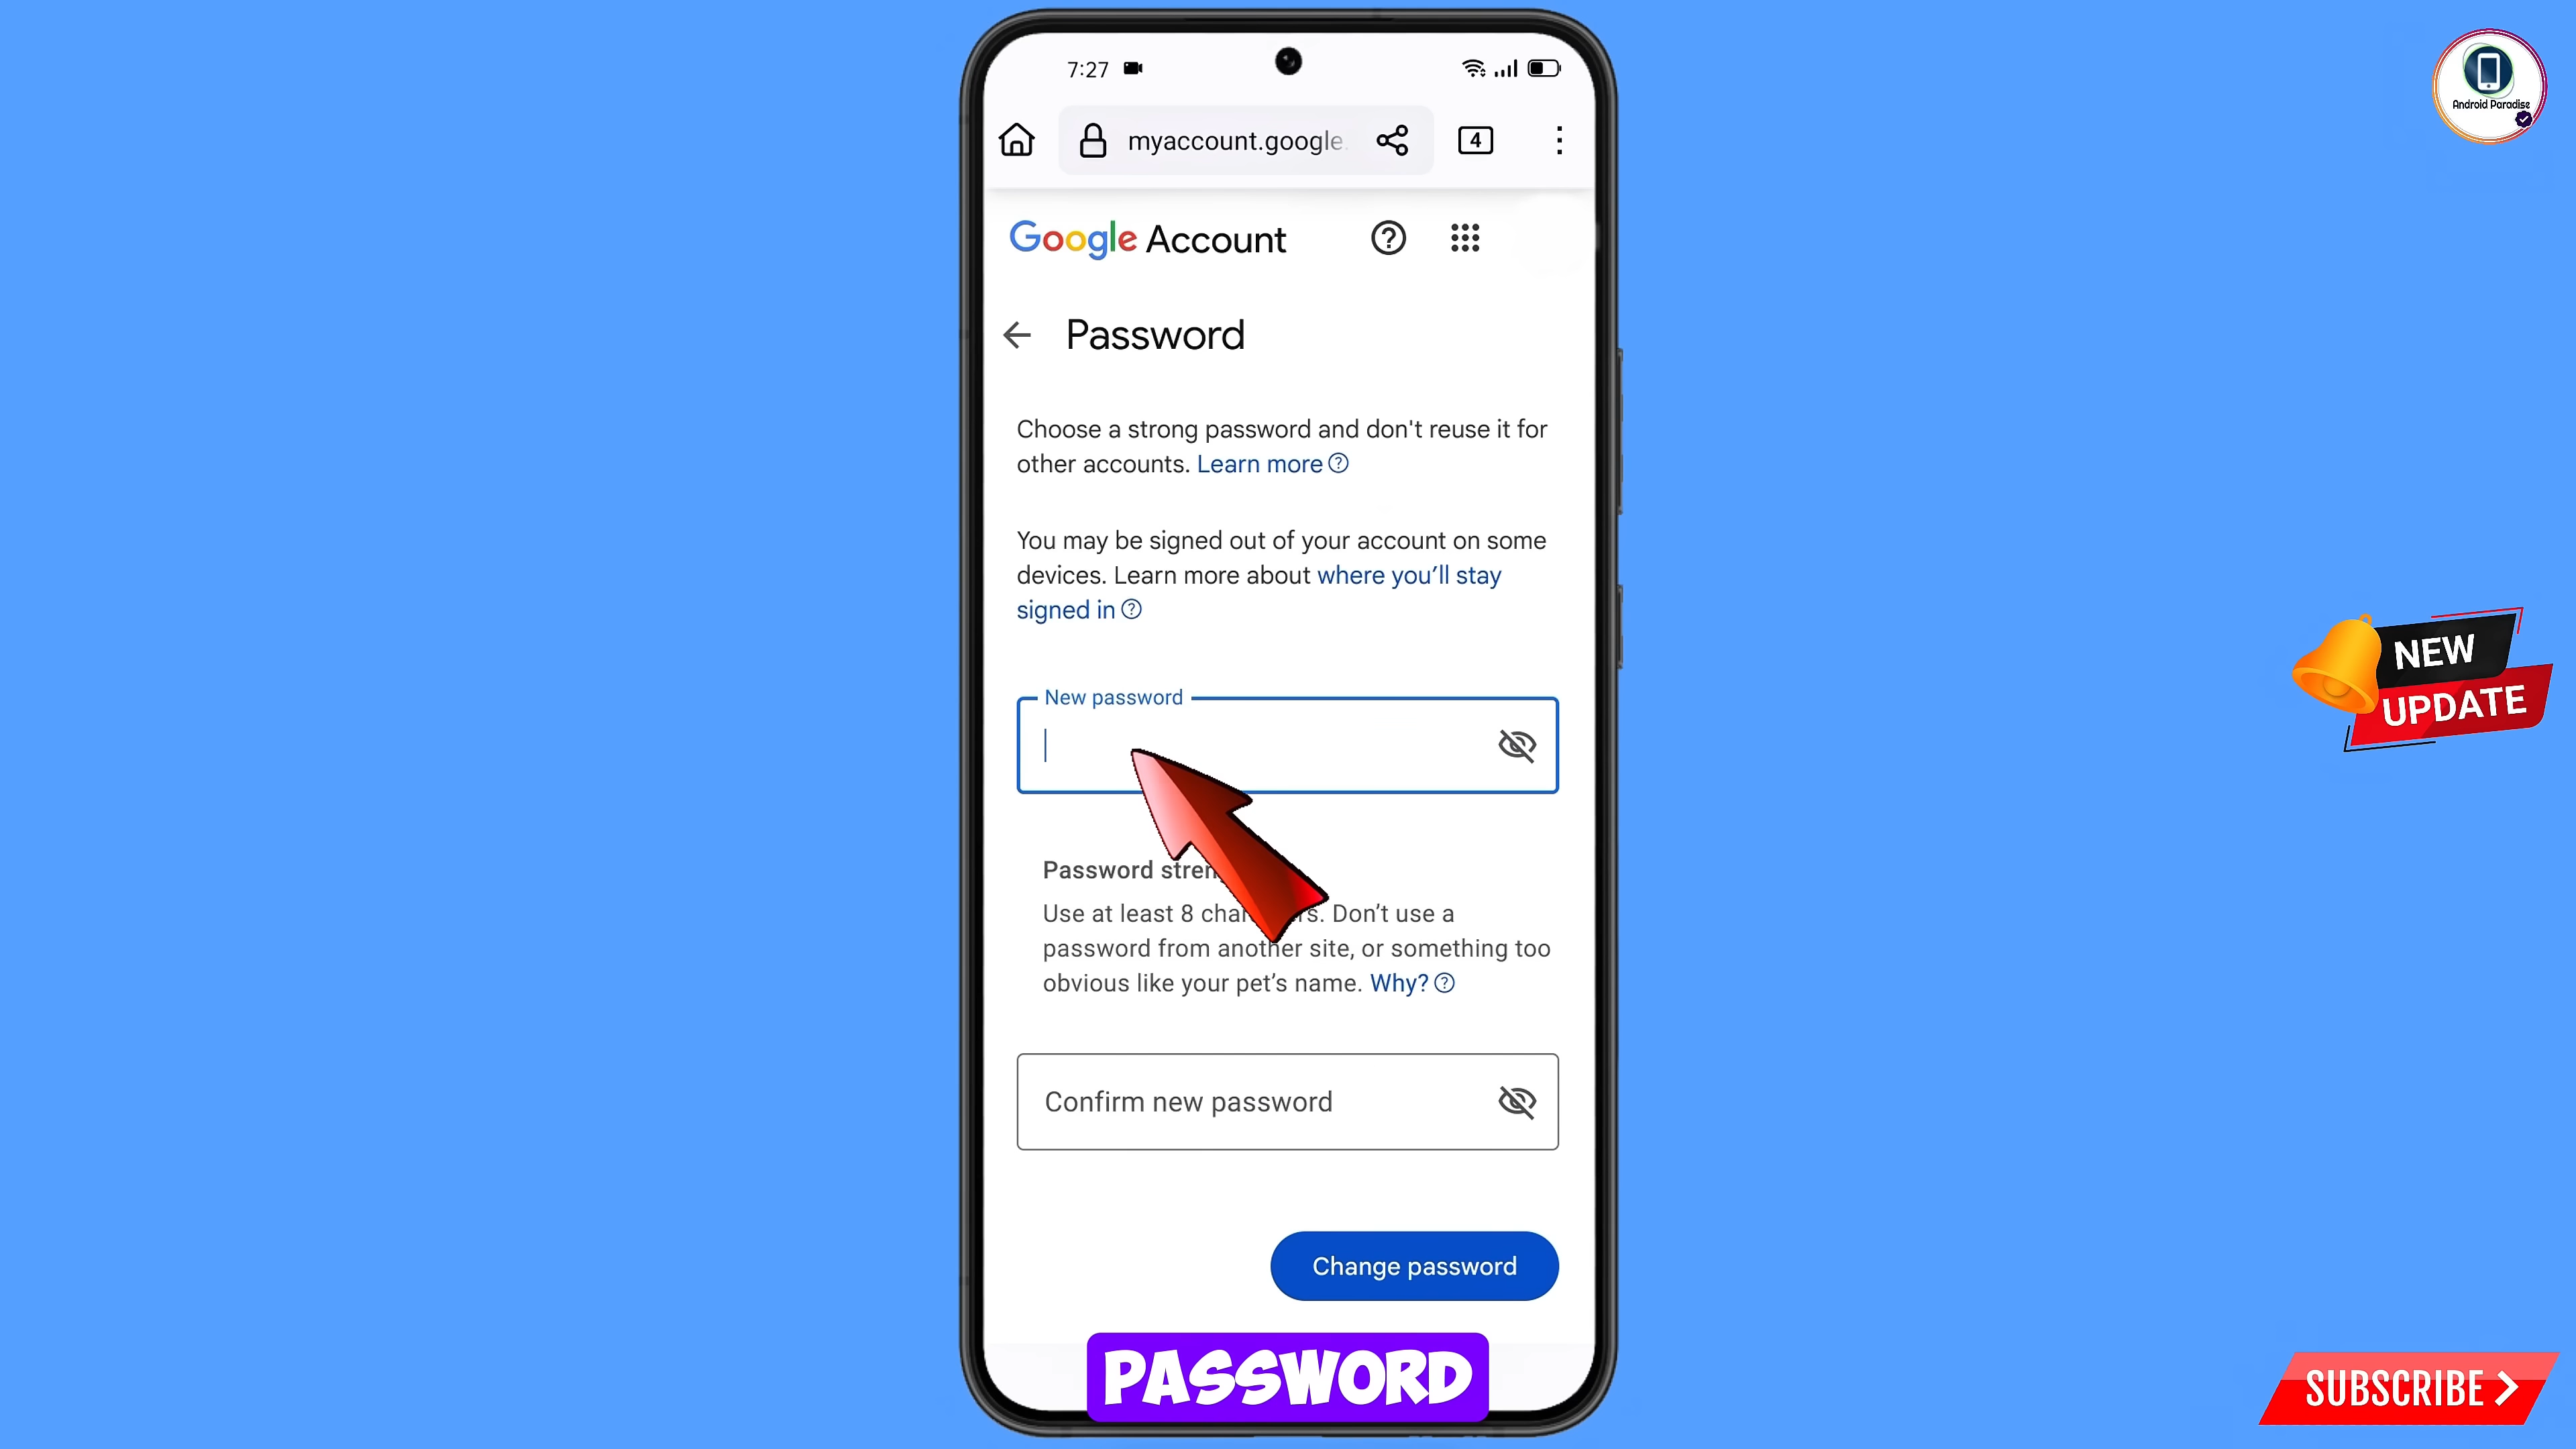 7:27
Android Paradise
myaccount.google.
4
Google Account
Password
Choose a strong password and don't reuse it for
other accounts. Learn more
You may be signed out of your account on some
devices. Learn more about where you'll stay
signed in
New password
NEW
UPDATE
Password
Use at least 8 Don't use a
password from another site, or something too
obvious like your pet's name. Why?
Confirm new password
Change password
PASSWORD
SUBSCRIBE